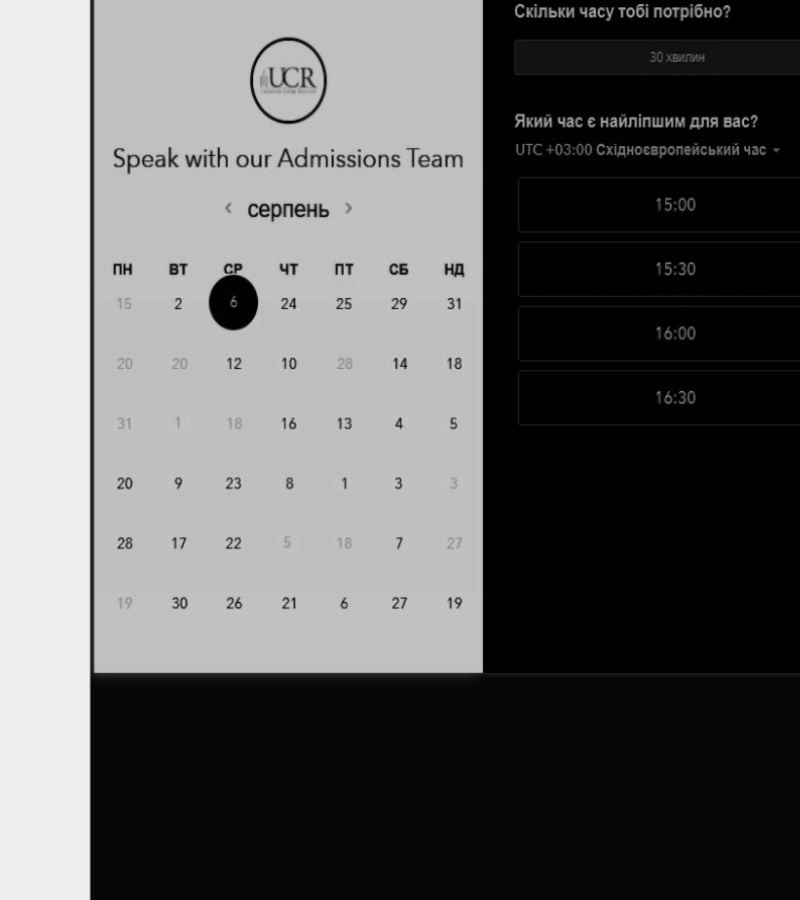 UCR
Speak with our Admissions Team
серпень
ПН ВТ СР ЧТ ПТ СБ НД
15 2 6 24 25 29 31
20 20 12 10 28 14 18
31 1 18 16 13 4 5
20 9 23 8 1 3 3
28 17 22 5 18 7 27
19 30 26 21 6 27 19
Скільки часу тобі потрібно?
30 хвилин
Який час є найліпшим для вас?
UTC +03:00 Східноєвропейський час
15:00
15:30
16:00
16:30